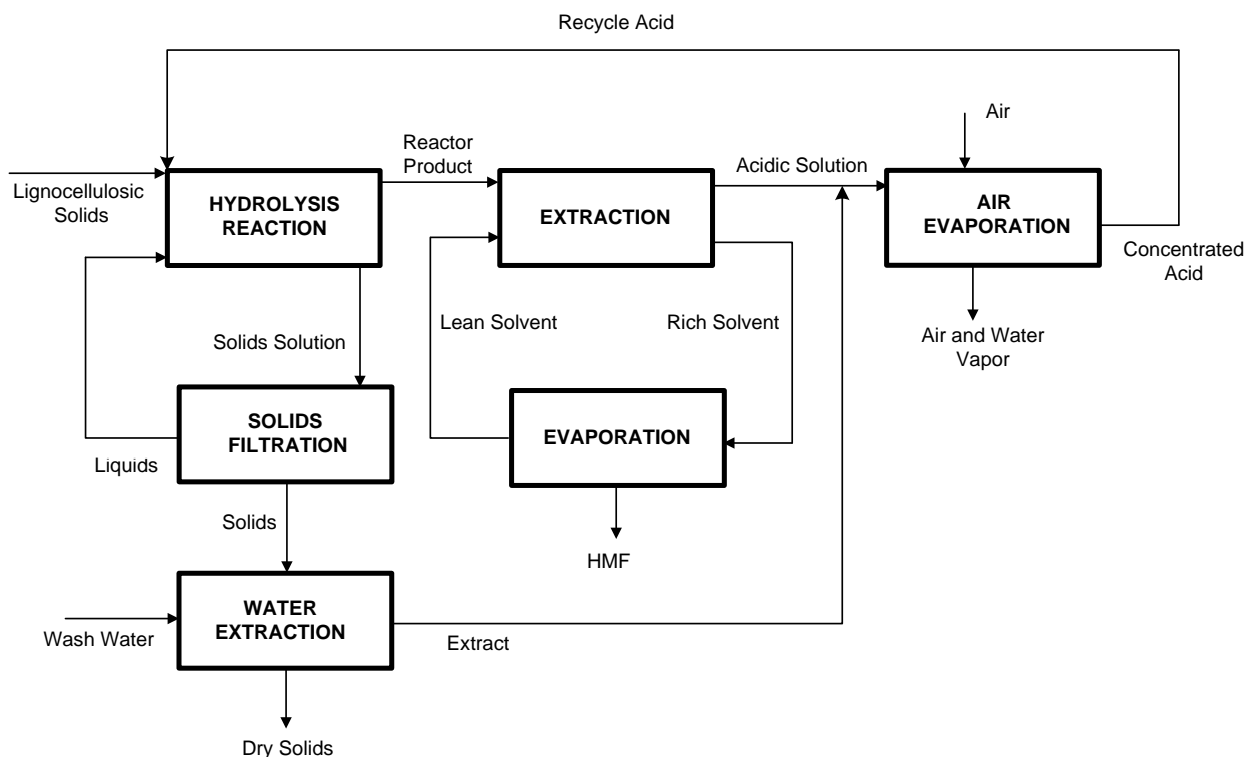 Recycle Acid
Air
Reactor
Product
Acidic Solution
Lignocellulosic
Solids
HYDROLYSIS
REACTION
EXTRACTION
AIR
EVAPORATION
Concentrated
Acid
Lean Solvent
Rich Solvent
Solids Solution
Air and Water
Vapor
SOLIDS
FILTRATION
EVAPORATION
Liquids
Solids
HMF
WATER
EXTRACTION
Wash Water
Extract
Dry Solids